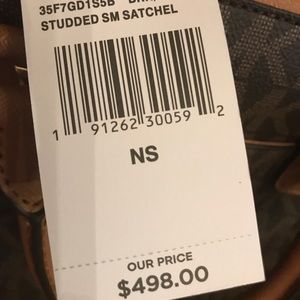 35F7GD1S5B
STUDDED SM SATCHEL
1 91262 30059 2
NS
OUR PRICE
$498.00